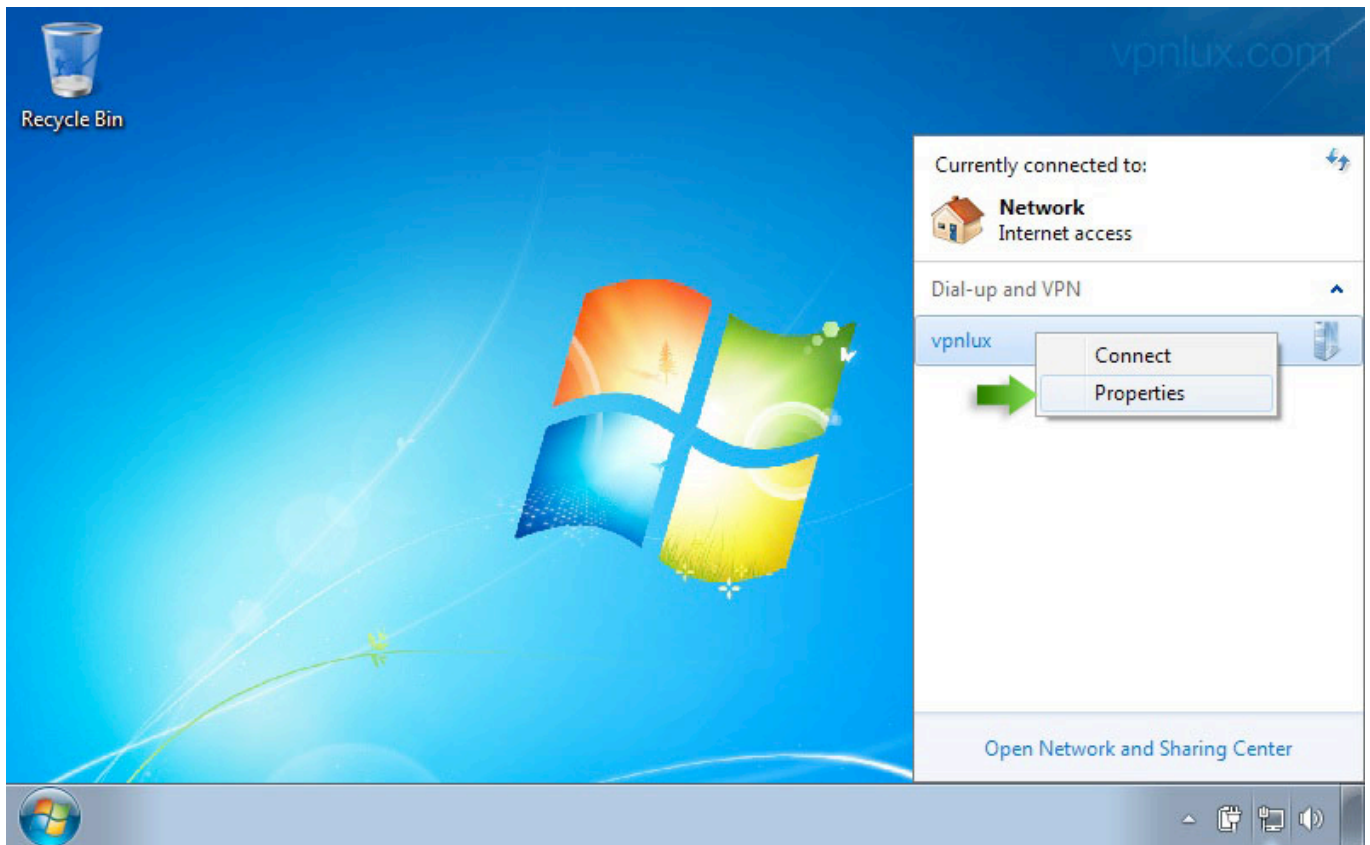 vpnlux.com
Recycle Bin
Currently connected to:
Network
Internet access
Dial-up and VPN
vpnlux
Connect
Properties
Open Network and Sharing Center